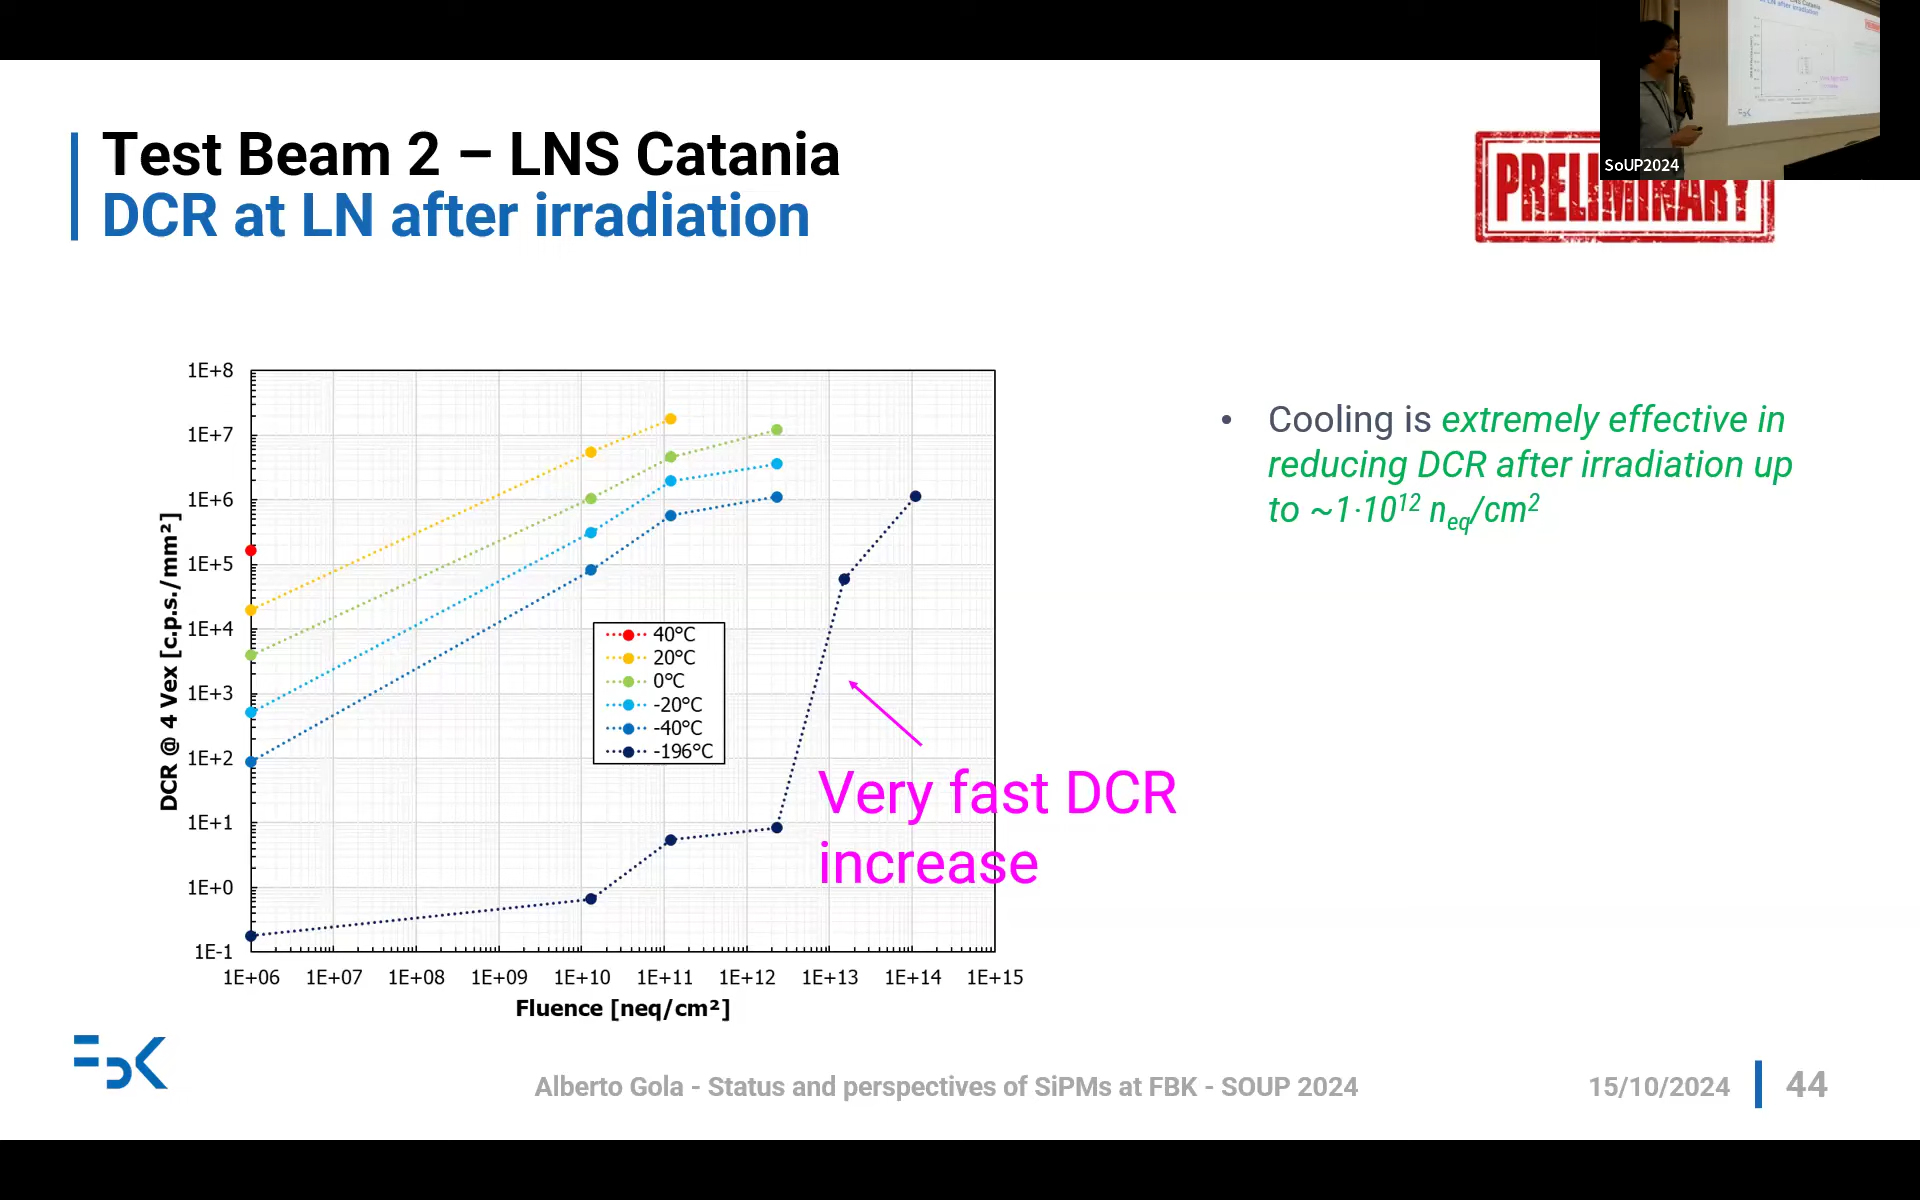 Test Beam 2 – LNS Catania
DCR at LN after irradiation
PRELIMINARY
SoUP2024
DCR @ 4 Vex [c.p.s./mm²]
1E+8
1E+7
1E+6
1E+5
1E+4
1E+3
1E+2
1E+1
1E+0
1E-1
40°C
20°C
0°C
-20°C
-40°C
-196°C
Very fast DCR
increase
1E+06 1E+07 1E+08 1E+09 1E+10 1E+11 1E+12 1E+13 1E+14 1E+15
Fluence [neq/cm²]
• Cooling is extremely effective in
reducing DCR after irradiation up
to ~1·10¹² n_eq/cm²
FBK
Alberto Gola - Status and perspectives of SiPMs at FBK - SOUP 2024
15/10/2024
44